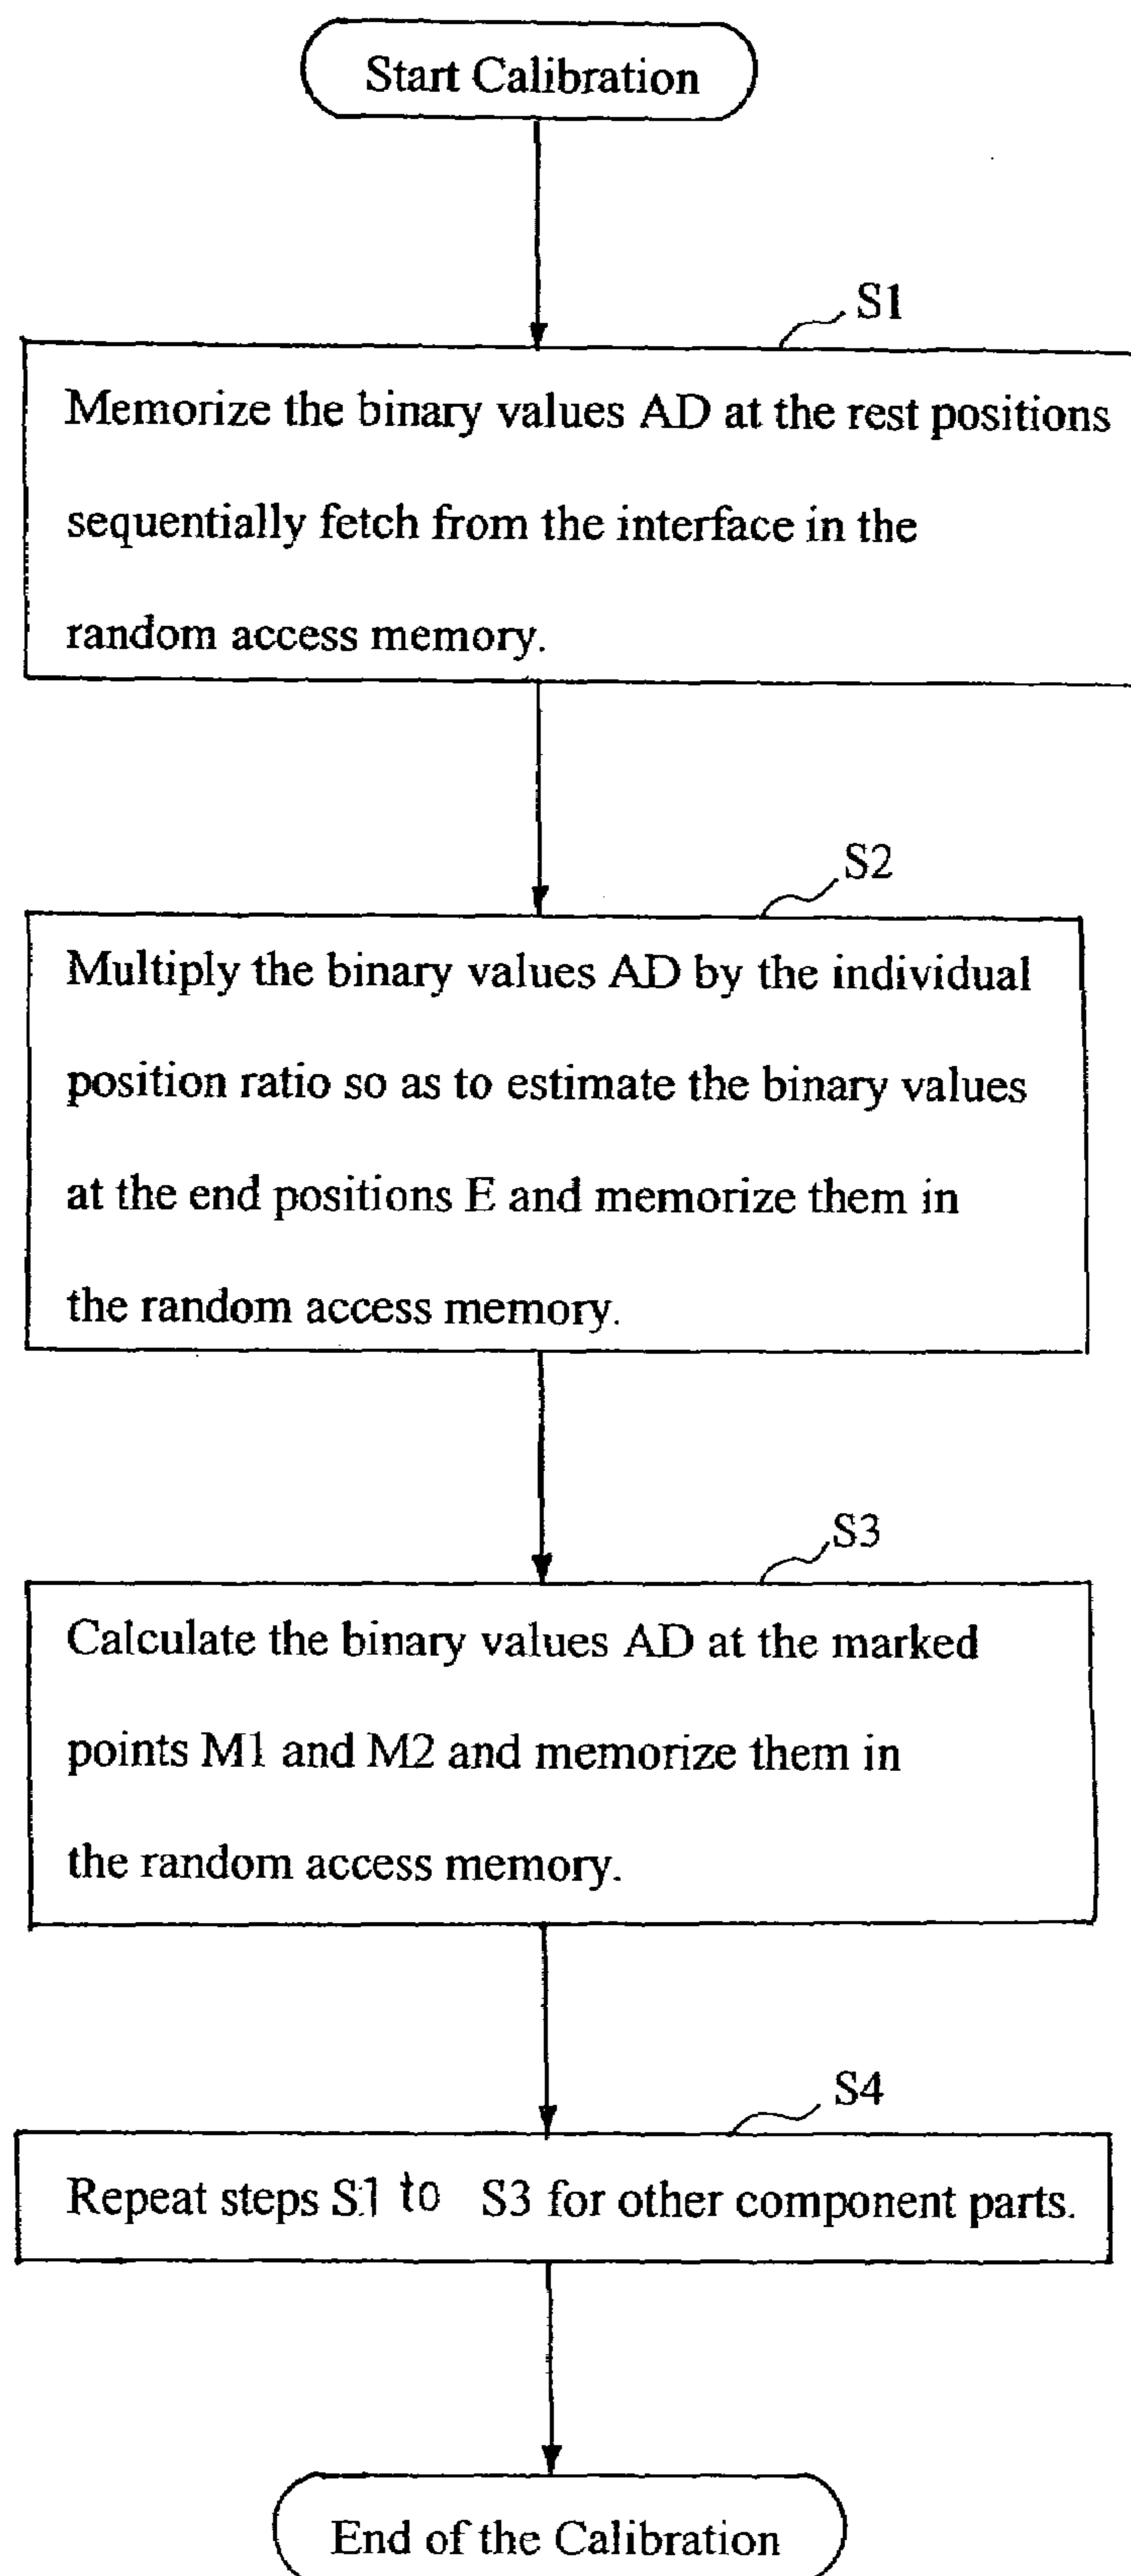 Start Calibration
S1
Memorize the binary values AD at the rest positions
sequentially fetch from the interface in the
random access memory.
S2
Multiply the binary values AD by the individual
position ratio so as to estimate the binary values
at the end positions E and memorize them in
the random access memory.
S3
Calculate the binary values AD at the marked
points M1 and M2 and memorize them in
the random access memory.
S4
Repeat steps S1 to S3 for other component parts.
End of the Calibration